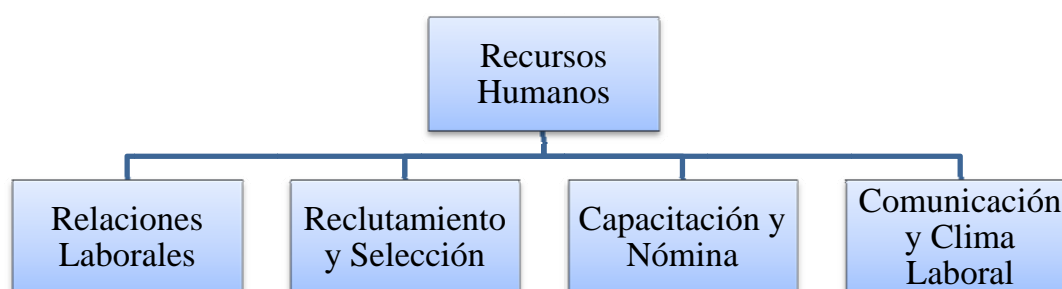 Recursos
Humanos
Relaciones
Laborales
Reclutamiento
y Selección
Capacitación y
Nómina
Comunicación
y Clima
Laboral